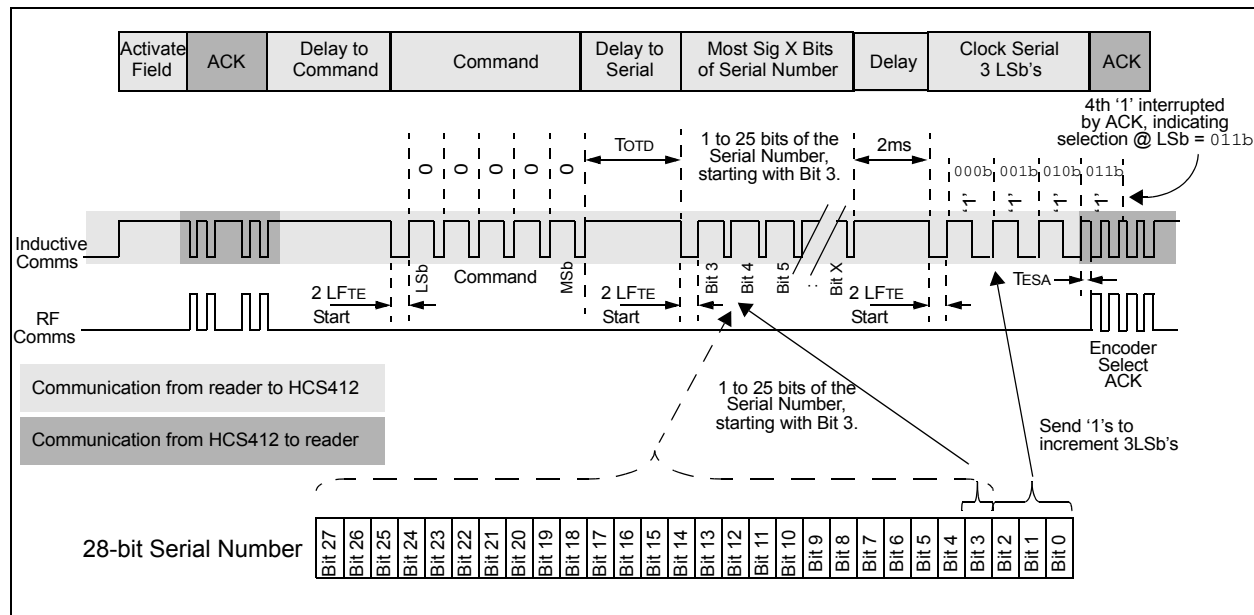 Activate
Field
ACK
Delay to
Command
Command
Delay to
Serial
Most Sig X Bits
of Serial Number
Delay
Clock Serial
3 LSb's
ACK
4th '1' interrupted
by ACK, indicating
selection @ LSb = 011b
0
0
0
0
0
TOTD
1 to 25 bits of the
Serial Number,
starting with Bit 3.
2ms
000b
001b
010b
011b
'1'
'1'
'1'
'1'
Inductive
Comms
LSb
Command
MSb
Bit 3
Bit 4
Bit 5
: :
Bit X
TESA
2 LFTE
Start
2 LFTE
Start
2 LFTE
Start
RF
Comms
Encoder
Select
ACK
Communication from reader to HCS412
Communication from HCS412 to reader
1 to 25 bits of the
Serial Number,
starting with Bit 3.
Send '1's to
increment 3LSb's
28-bit Serial Number
Bit 27
Bit 26
Bit 25
Bit 24
Bit 23
Bit 22
Bit 21
Bit 20
Bit 19
Bit 18
Bit 17
Bit 16
Bit 15
Bit 14
Bit 13
Bit 12
Bit 11
Bit 10
Bit 9
Bit 8
Bit 7
Bit 6
Bit 5
Bit 4
Bit 3
Bit 2
Bit 1
Bit 0